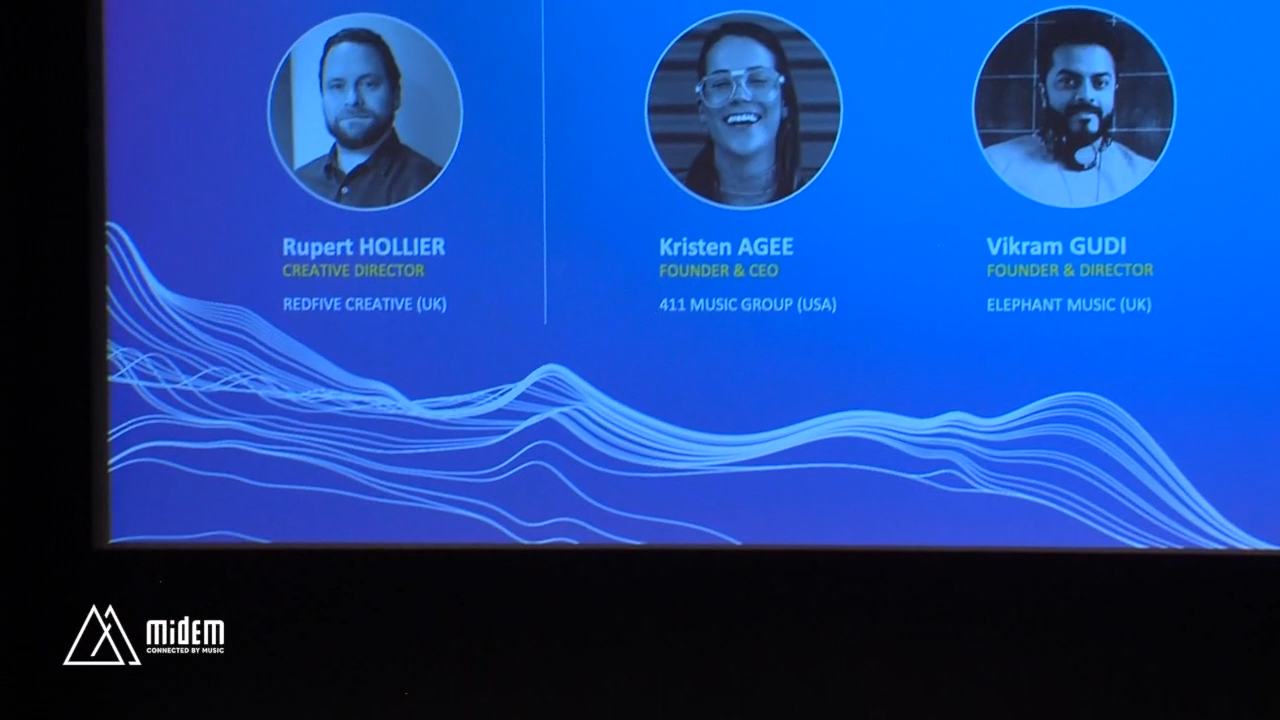 Rupert HOLLIER
CREATIVE DIRECTOR
REDFIVE CREATIVE (UK)
Kristen AGEE
FOUNDER & CEO
411 MUSIC GROUP (USA)
Vikram GUDI
FOUNDER & DIRECTOR
ELEPHANT MUSIC (UK)
midem
CONNECTED BY MUSIC